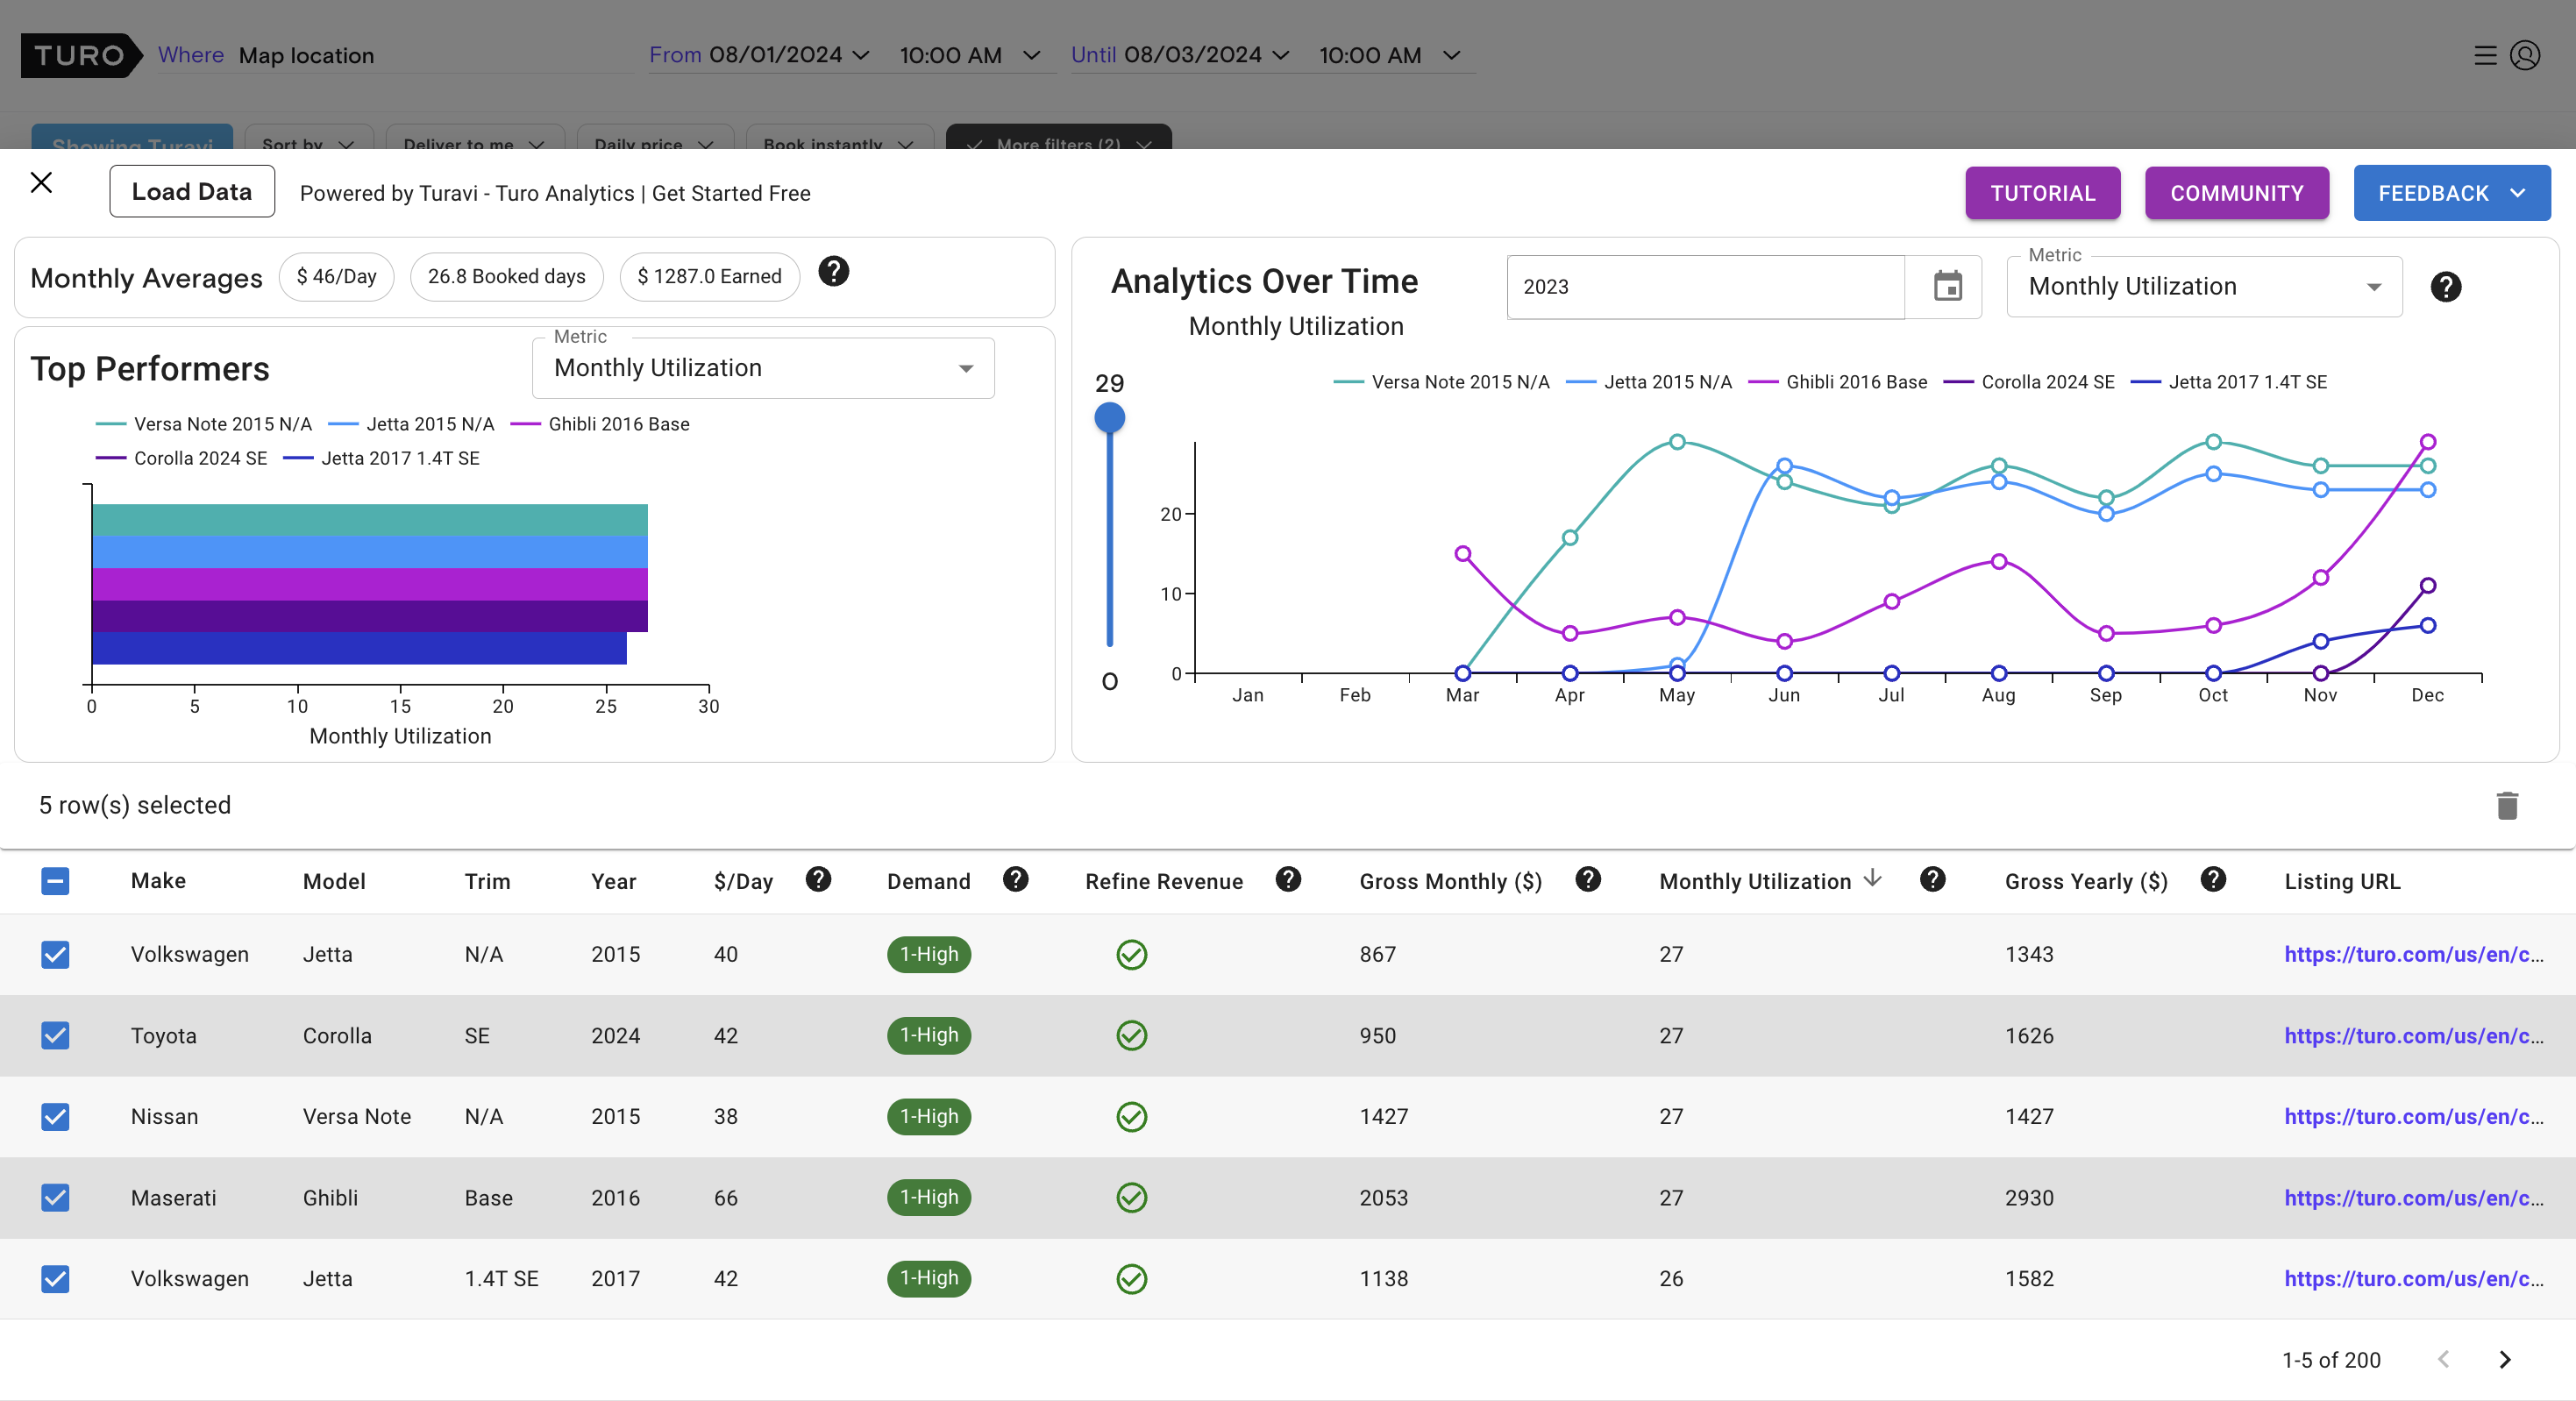 TURO Where Map location From 08/01/2024 10:00 AM Until 08/03/2024 10:00 AM
Showing Turavi Sort by Deliver to me Daily price Book instantly More filters (2)
Load Data Powered by Turavi - Turo Analytics | Get Started Free TUTORIAL COMMUNITY FEEDBACK
Monthly Averages $ 46/Day 26.8 Booked days $ 1287.0 Earned ?
Top Performers
Metric
Monthly Utilization
Versa Note 2015 N/A Jetta 2015 N/A Ghibli 2016 Base
Corolla 2024 SE Jetta 2017 1.4T SE
0 5 10 15 20 25 30
Monthly Utilization
Analytics Over Time
Monthly Utilization
2023
Metric
Monthly Utilization
?
29
0
Versa Note 2015 N/A Jetta 2015 N/A Ghibli 2016 Base Corolla 2024 SE Jetta 2017 1.4T SE
20
10
0
Jan Feb Mar Apr May Jun Jul Aug Sep Oct Nov Dec
5 row(s) selected
Make Model Trim Year $/Day ? Demand ? Refine Revenue ? Gross Monthly ($) ? Monthly Utilization ? Gross Yearly ($) ? Listing URL
Volkswagen Jetta N/A 2015 40 1-High 867 27 1343 https://turo.com/us/en/c...
Toyota Corolla SE 2024 42 1-High 950 27 1626 https://turo.com/us/en/c...
Nissan Versa Note N/A 2015 38 1-High 1427 27 1427 https://turo.com/us/en/c...
Maserati Ghibli Base 2016 66 1-High 2053 27 2930 https://turo.com/us/en/c...
Volkswagen Jetta 1.4T SE 2017 42 1-High 1138 26 1582 https://turo.com/us/en/c...
1-5 of 200